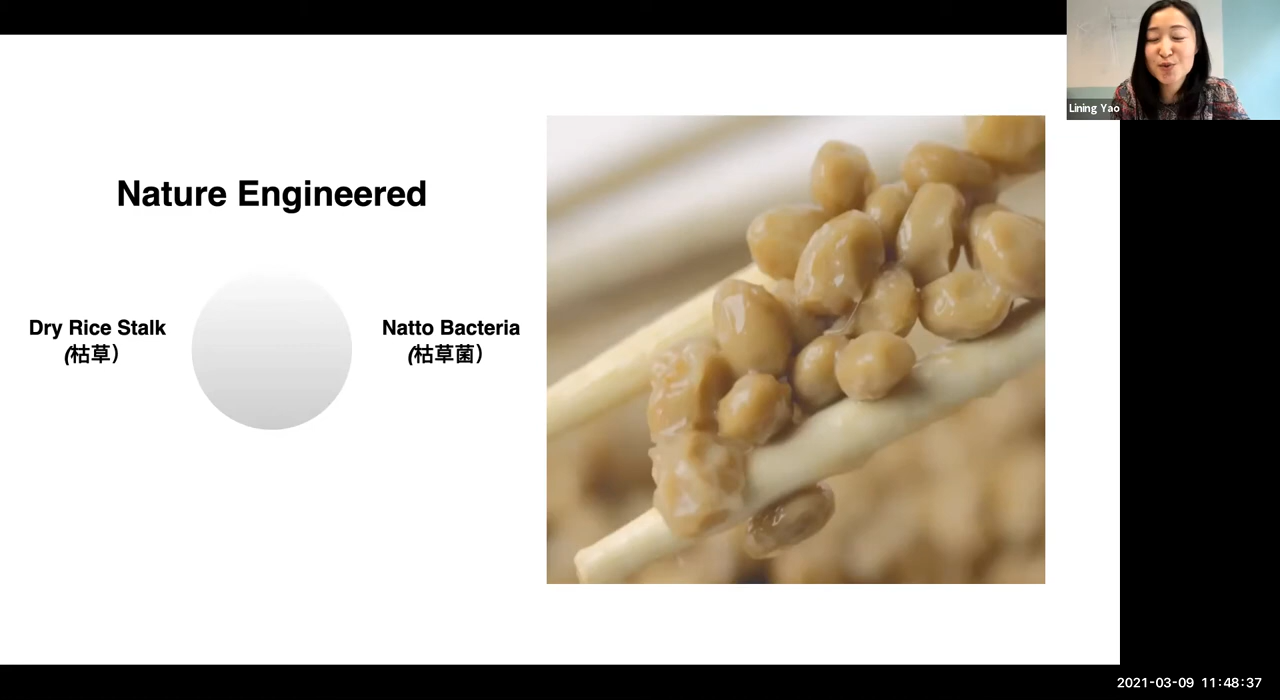 Lining Yao
Nature Engineered
Dry Rice Stalk
(枯草）
Natto Bacteria
(枯草菌）
2021-03-09 11:48:37